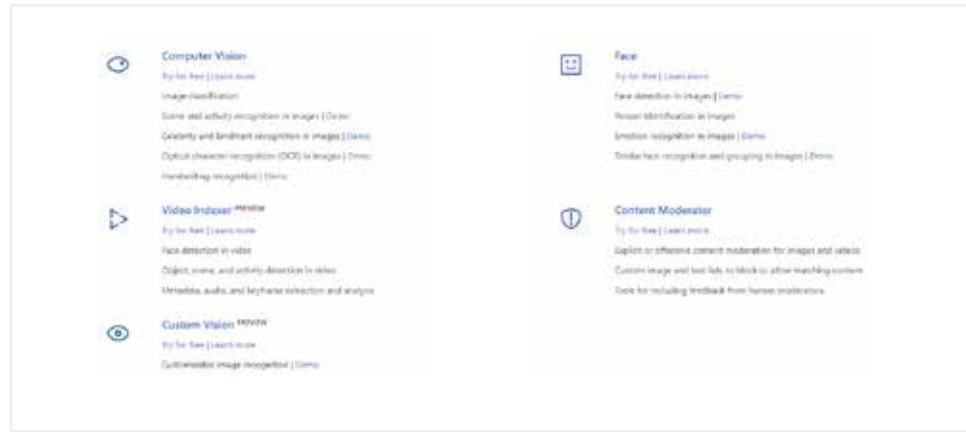 Computer Vision
Try for free | Learn more
Image classification
Scene and activity recognition in images | Demo
Celebrity and landmark recognition in images | Demo
Optical character recognition (OCR) in images | Demo
Handwriting recognition | Demo
Video Indexer PREVIEW
Try for free | Learn more
Face detection in video
Object, scene, and activity detection in video
Metadata, audio, and keyframe extraction and analysis
Custom Vision PREVIEW
Try for free | Learn more
Customizable image recognition | Demo
Face
Try for free | Learn more
Face detection in images | Demo
Person identification in images
Emotion recognition in images | Demo
Similar face recognition and grouping in images | Demo
Content Moderator
Try for free | Learn more
Explicit or offensive content moderation for images and videos
Custom image and text lists to block or allow matching content
Tools for including feedback from human moderators